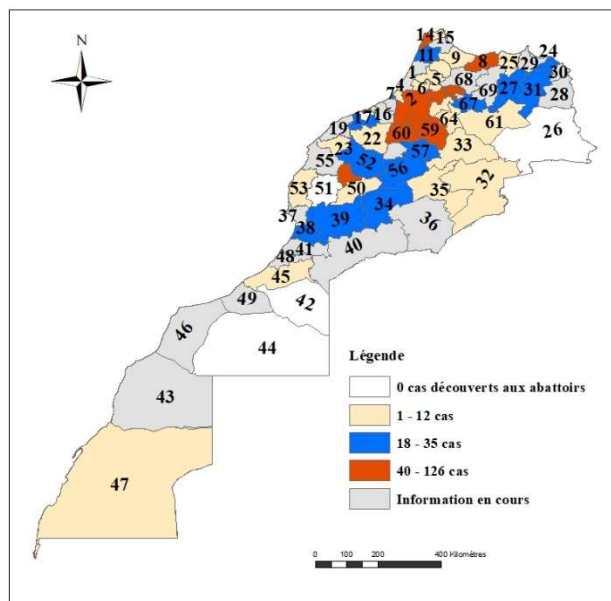 N
14 15
11 9 8 25 29 24
1 5 68 30
4 6 27 31 28
7 2 67 69
17 16 64 61 26
19 22 60 59
23 57 33
55 52 56
53 51 50 35 32
34
37 39
38 36
41 40
48
45
49 42
46
44
43
47
Légende
0 cas découverts aux abattoirs
1 - 12 cas
18 - 35 cas
40 - 126 cas
Information en cours
0 100 200 400 Kilomètres